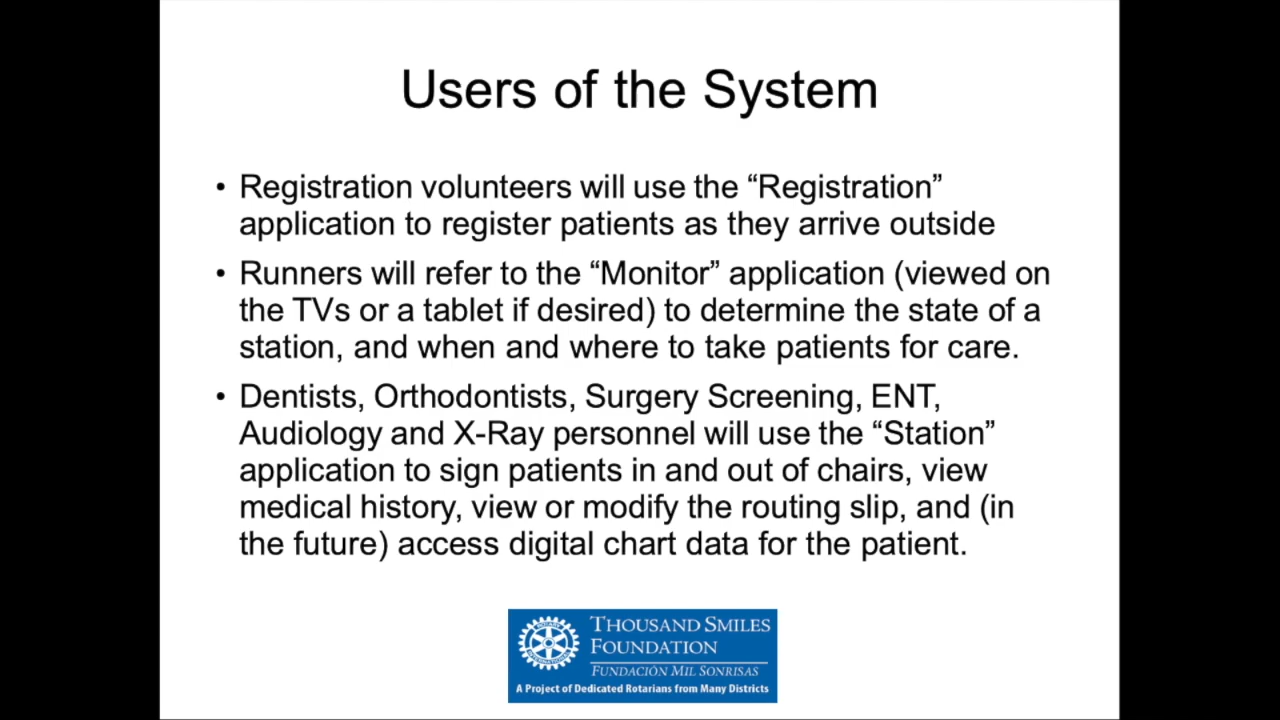 Users of the System
• Registration volunteers will use the “Registration”
application to register patients as they arrive outside
• Runners will refer to the “Monitor” application (viewed on
the TVs or a tablet if desired) to determine the state of a
station, and when and where to take patients for care.
• Dentists, Orthodontists, Surgery Screening, ENT,
Audiology and X-Ray personnel will use the “Station”
application to sign patients in and out of chairs, view
medical history, view or modify the routing slip, and (in
the future) access digital chart data for the patient.
ROTARY
INTERNATIONAL
THOUSAND SMILES
FOUNDATION
FUNDACIÓN MIL SONRISAS
A Project of Dedicated Rotarians from Many Districts